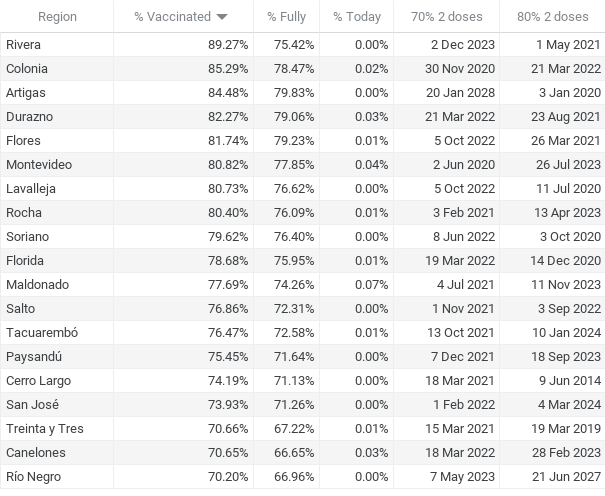 Region % Vaccinated % Fully % Today 70% 2 doses 80% 2 doses
Rivera 89.27% 75.42% 0.00% 2 Dec 2023 1 May 2021
Colonia 85.29% 78.47% 0.02% 30 Nov 2020 21 Mar 2022
Artigas 84.48% 79.83% 0.00% 20 Jan 2028 3 Jan 2020
Durazno 82.27% 79.06% 0.03% 21 Mar 2022 23 Aug 2021
Flores 81.74% 79.23% 0.01% 5 Oct 2022 26 Mar 2021
Montevideo 80.82% 77.85% 0.04% 2 Jun 2020 26 Jul 2023
Lavalleja 80.73% 76.62% 0.00% 5 Oct 2022 11 Jul 2020
Rocha 80.40% 76.09% 0.01% 3 Feb 2021 13 Apr 2023
Soriano 79.62% 76.40% 0.00% 8 Jun 2022 3 Oct 2020
Florida 78.68% 75.95% 0.01% 19 Mar 2022 14 Dec 2020
Maldonado 77.69% 74.26% 0.07% 4 Jul 2021 11 Nov 2023
Salto 76.86% 72.31% 0.00% 1 Nov 2021 3 Sep 2022
Tacuarembó 76.47% 72.58% 0.01% 13 Oct 2021 10 Jan 2024
Paysandú 75.45% 71.64% 0.00% 7 Dec 2021 18 Sep 2023
Cerro Largo 74.19% 71.13% 0.00% 18 Mar 2021 9 Jun 2014
San José 73.93% 71.26% 0.00% 1 Feb 2022 4 Mar 2024
Treinta y Tres 70.66% 67.22% 0.01% 15 Mar 2021 19 Mar 2019
Canelones 70.65% 66.65% 0.03% 18 Mar 2022 28 Feb 2023
Río Negro 70.20% 66.96% 0.00% 7 May 2023 21 Jun 2027